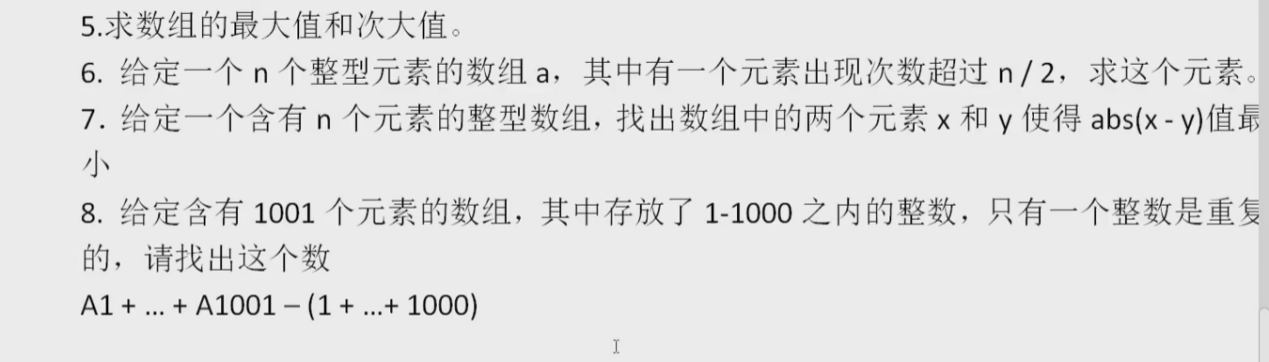 5.求数组的最大值和次大值。
6. 给定一个 n 个整型元素的数组 a，其中有一个元素出现次数超过 n / 2，求这个元素。
7. 给定一个含有 n 个元素的整型数组，找出数组中的两个元素 x 和 y 使得 abs(x - y)值最
小
8. 给定含有 1001 个元素的数组，其中存放了 1-1000 之内的整数，只有一个整数是重复
的，请找出这个数
A1 + ... + A1001 – (1 + ...+ 1000)